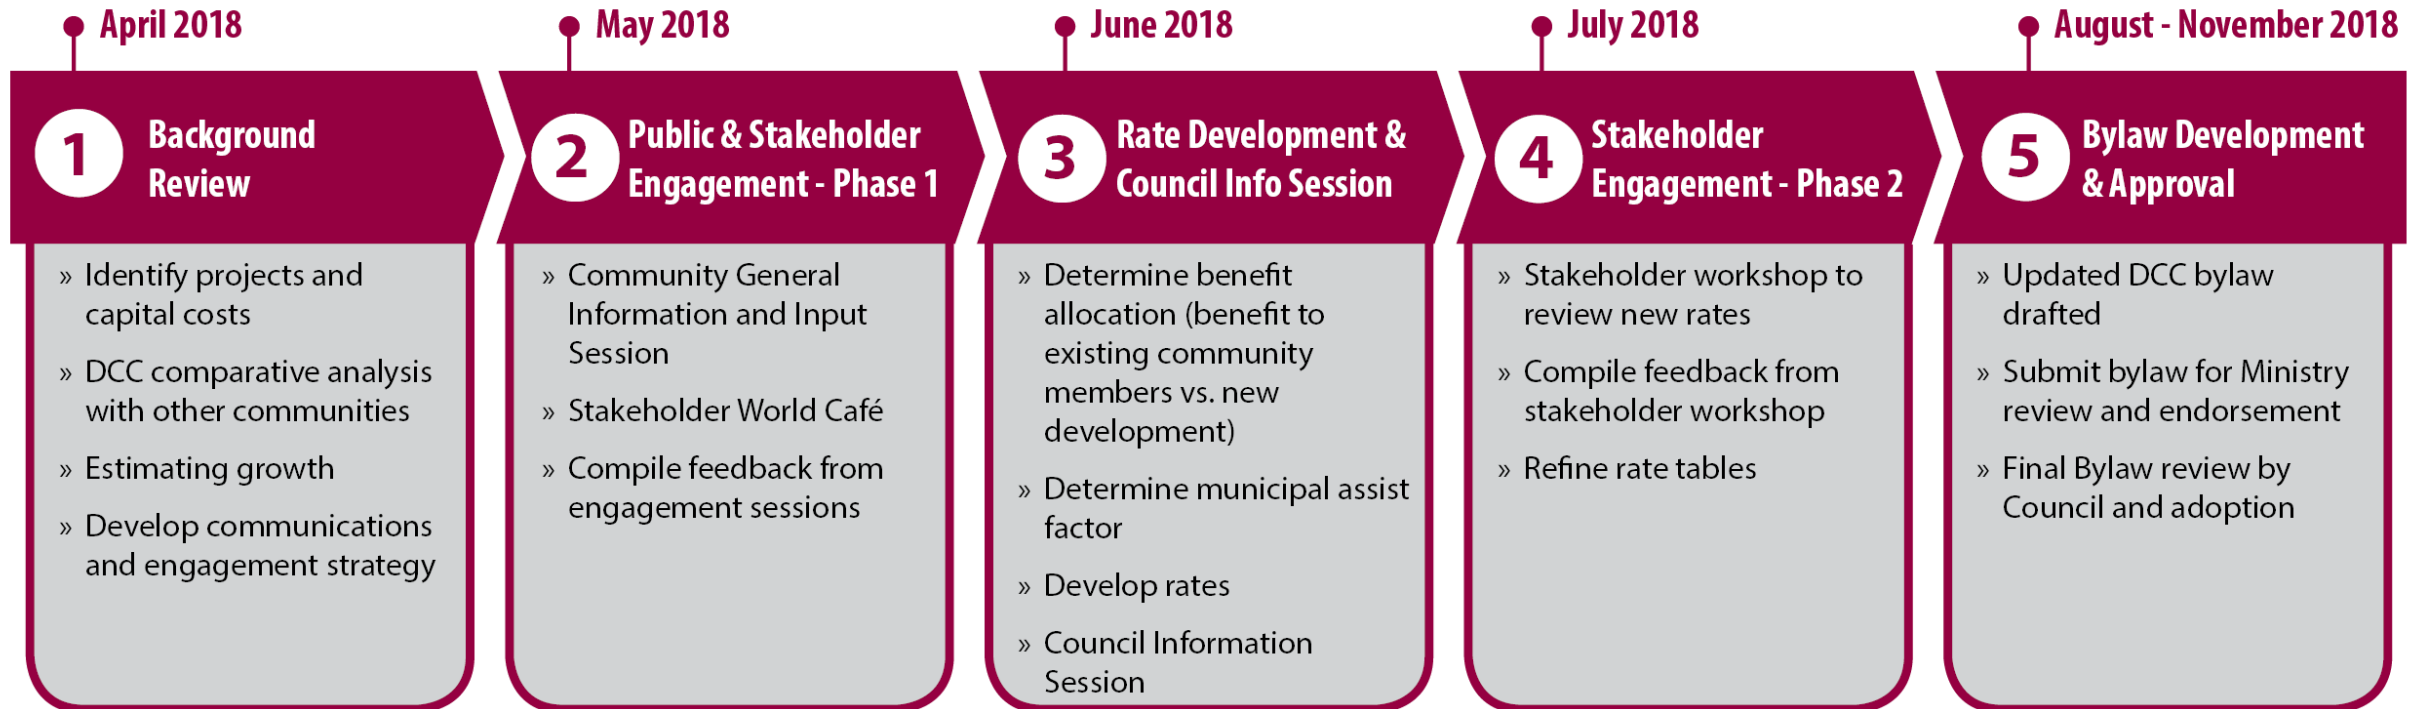 April 2018
1
Background
Review
» Identify projects and
capital costs
» DCC comparative analysis
with other communities
» Estimating growth
» Develop communications
and engagement strategy
May 2018
2
Public & Stakeholder
Engagement - Phase 1
» Community General
Information and Input
Session
» Stakeholder World Café
» Compile feedback from
engagement sessions
June 2018
3
Rate Development &
Council Info Session
» Determine benefit
allocation (benefit to
existing community
members vs. new
development)
» Determine municipal assist
factor
» Develop rates
» Council Information
Session
July 2018
4
Stakeholder
Engagement - Phase 2
» Stakeholder workshop to
review new rates
» Compile feedback from
stakeholder workshop
» Refine rate tables
August - November 2018
5
Bylaw Development
& Approval
» Updated DCC bylaw
drafted
» Submit bylaw for Ministry
review and endorsement
» Final Bylaw review by
Council and adoption